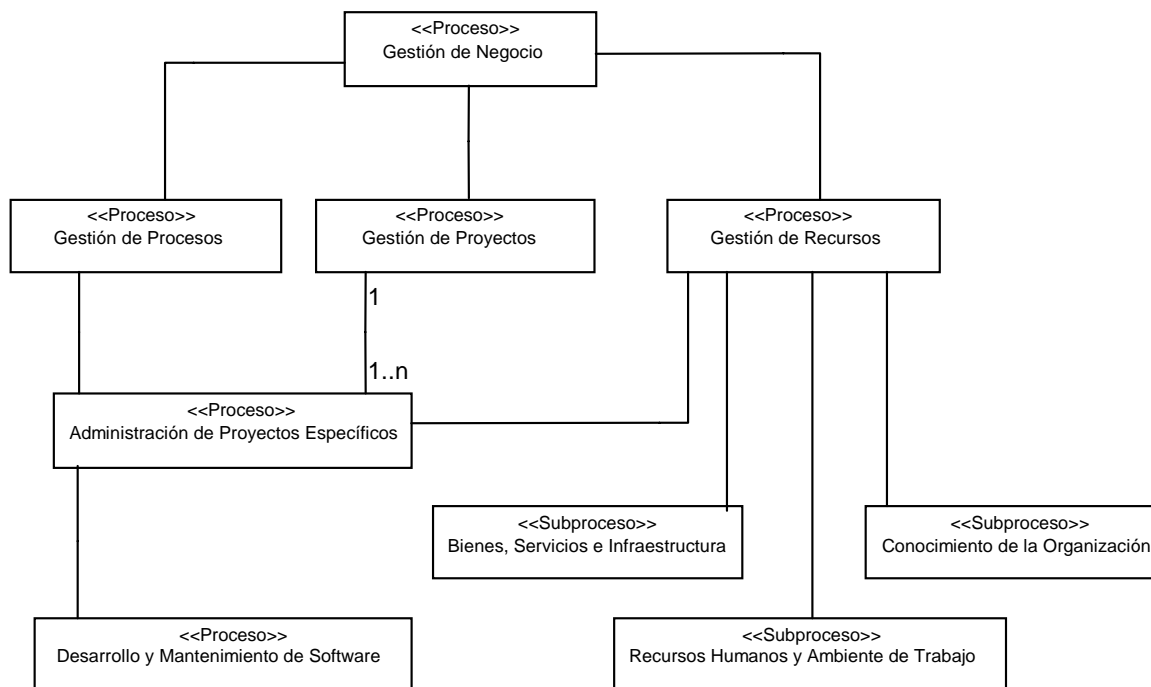 <<Proceso>>
Gestión de Negocio
<<Proceso>>
Gestión de Procesos
<<Proceso>>
Gestión de Proyectos
<<Proceso>>
Gestión de Recursos
1
1..n
<<Proceso>>
Administración de Proyectos Específicos
<<Subproceso>>
Bienes, Servicios e Infraestructura
<<Subproceso>>
Conocimiento de la Organización
<<Proceso>>
Desarrollo y Mantenimiento de Software
<<Subproceso>>
Recursos Humanos y Ambiente de Trabajo